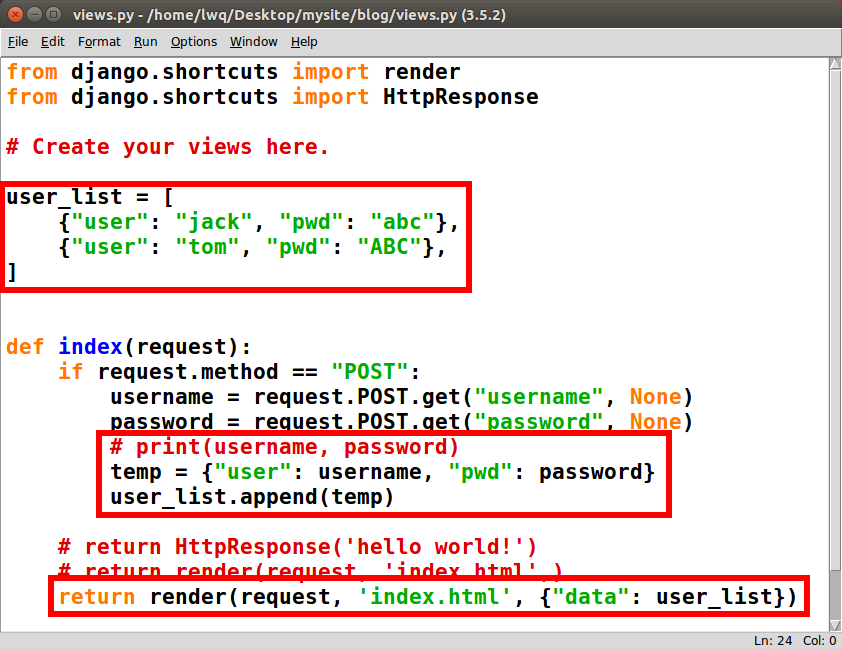 views.py - /home/lwq/Desktop/mysite/blog/views.py (3.5.2)
File Edit Format Run Options Window Help
from django.shortcuts import render
from django.shortcuts import HttpResponse
# Create your views here.
user_list = [
    {"user": "jack", "pwd": "abc"},
    {"user": "tom", "pwd": "ABC"},
]
def index(request):
    if request.method == "POST":
        username = request.POST.get("username", None)
        password = request.POST.get("password", None)
        # print(username, password)
        temp = {"user": username, "pwd": password}
        user_list.append(temp)
    # return HttpResponse('hello world!')
    # return render(request, 'index.html',)
    return render(request, 'index.html', {"data": user_list})
Ln: 24 Col: 0